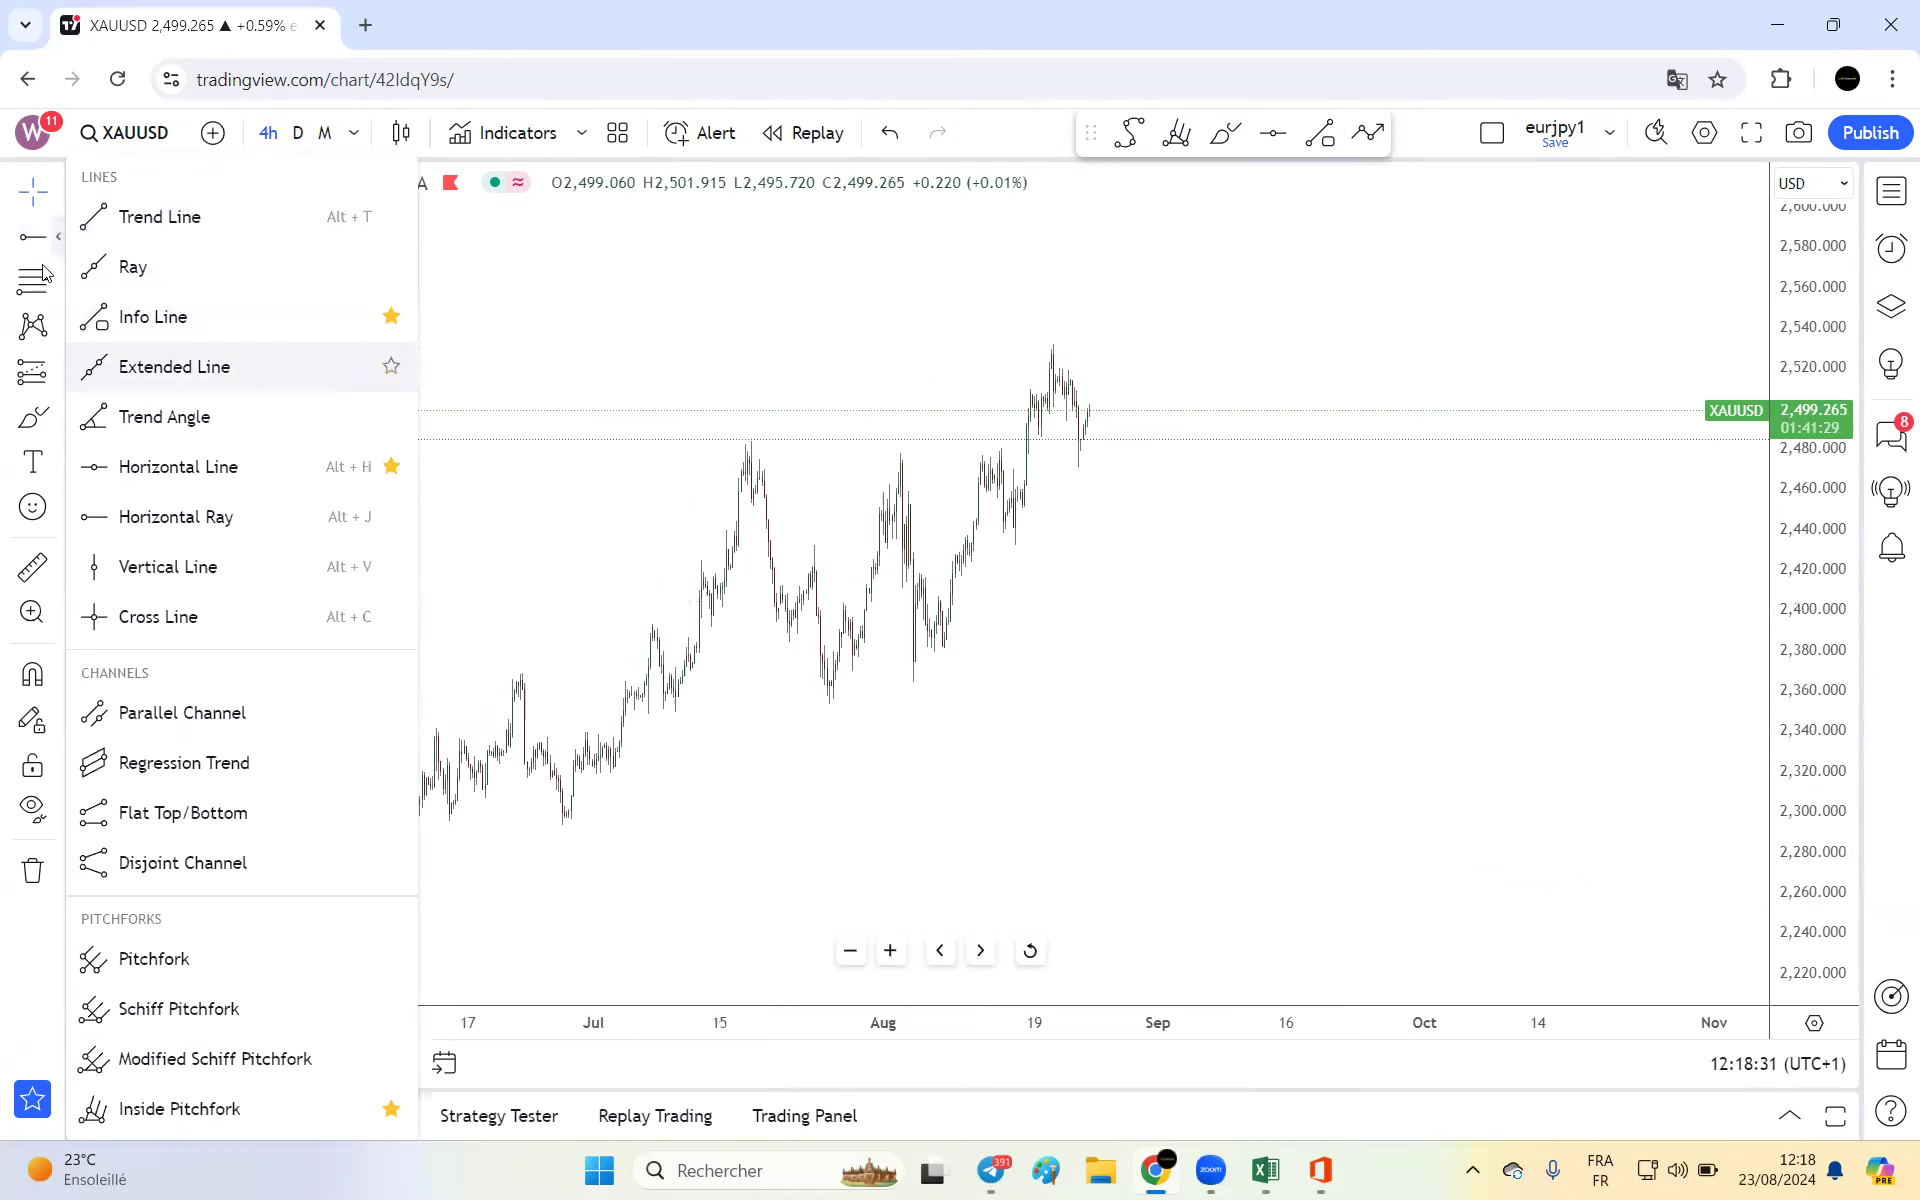 XAUUSD 2,499.265 ▲ +0.59%
tradingview.com/chart/42IdqY9s/
W
11
XAUUSD
4h D M
Indicators
Alert
Replay
eurjpy1
Save
Publish
LINES
Trend Line Alt + T
Ray
Info Line
Extended Line
Trend Angle
Horizontal Line Alt + H
Horizontal Ray Alt + J
Vertical Line Alt + V
Cross Line Alt + C
CHANNELS
Parallel Channel
Regression Trend
Flat Top/Bottom
Disjoint Channel
PITCHFORKS
Pitchfork
Schiff Pitchfork
Modified Schiff Pitchfork
Inside Pitchfork
A O2,499.060 H2,501.915 L2,495.720 C2,499.265 +0.220 (+0.01%)
USD
2,600.000
2,580.000
2,560.000
2,540.000
2,520.000
XAUUSD 2,499.265
01:41:29
2,480.000
2,460.000
2,440.000
2,420.000
2,400.000
2,380.000
2,360.000
2,340.000
2,320.000
2,300.000
2,280.000
2,260.000
2,240.000
2,220.000
8
17 Jul 15 Aug 19 Sep 16 Oct 14 Nov
12:18:31 (UTC+1)
Strategy Tester Replay Trading Trading Panel
23°C
Ensoleillé
Rechercher
391
zoom
FRA
FR
12:18
23/08/2024
PRE